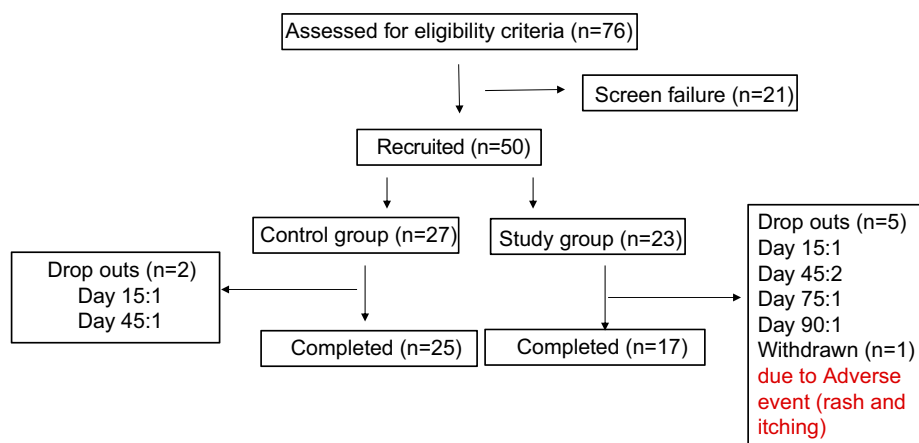 Assessed for eligibility criteria (n=76)
Screen failure (n=21)
Recruited (n=50)
Control group (n=27)
Study group (n=23)
Drop outs (n=2)
Day 15:1
Day 45:1
Drop outs (n=5)
Day 15:1
Day 45:2
Day 75:1
Day 90:1
Withdrawn (n=1)
due to Adverse
event (rash and
itching)
Completed (n=25)
Completed (n=17)